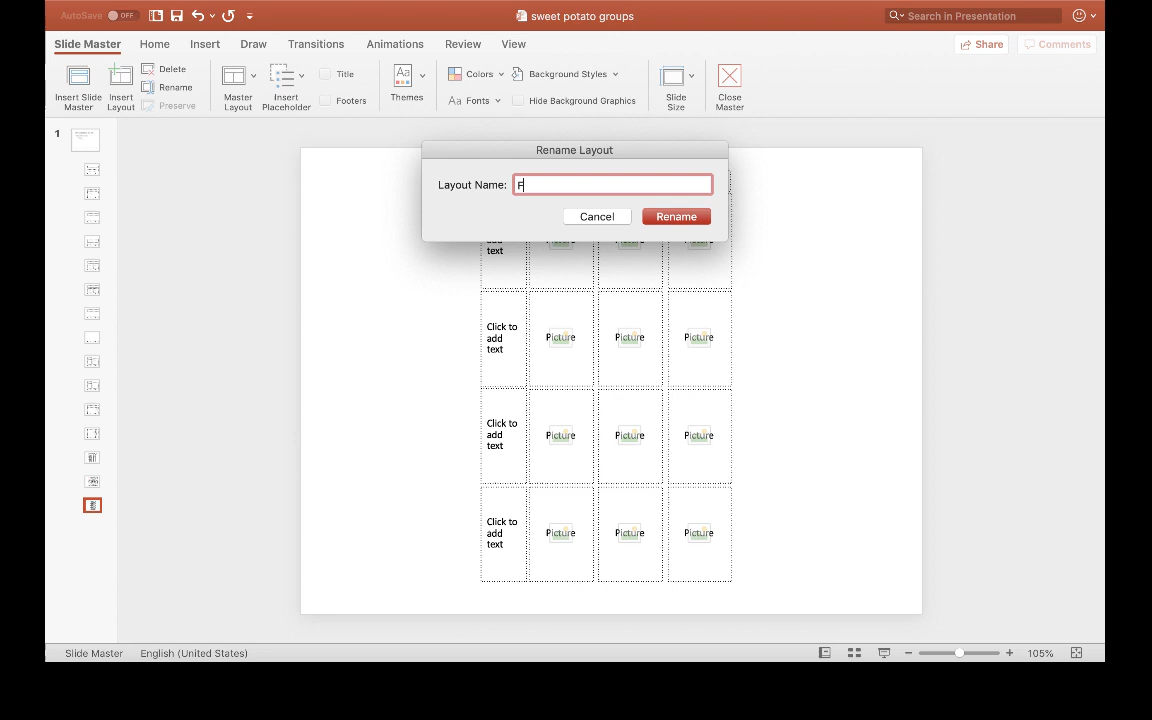 AutoSave OFF sweet potato groups Search in Presentation
Slide Master Home Insert Draw Transitions Animations Review View Share Comments
Insert Slide Master Insert Layout Delete Rename Preserve Master Layout Insert Placeholder Title Footers Themes Colors Fonts Background Styles Hide Background Graphics Slide Size Close Master
1
Rename Layout
Layout Name: F
Cancel Rename
text
Click to
add
text
Picture Picture Picture
Click to
add
text
Picture Picture Picture
Click to
add
text
Picture Picture Picture
Slide Master English (United States) 105%